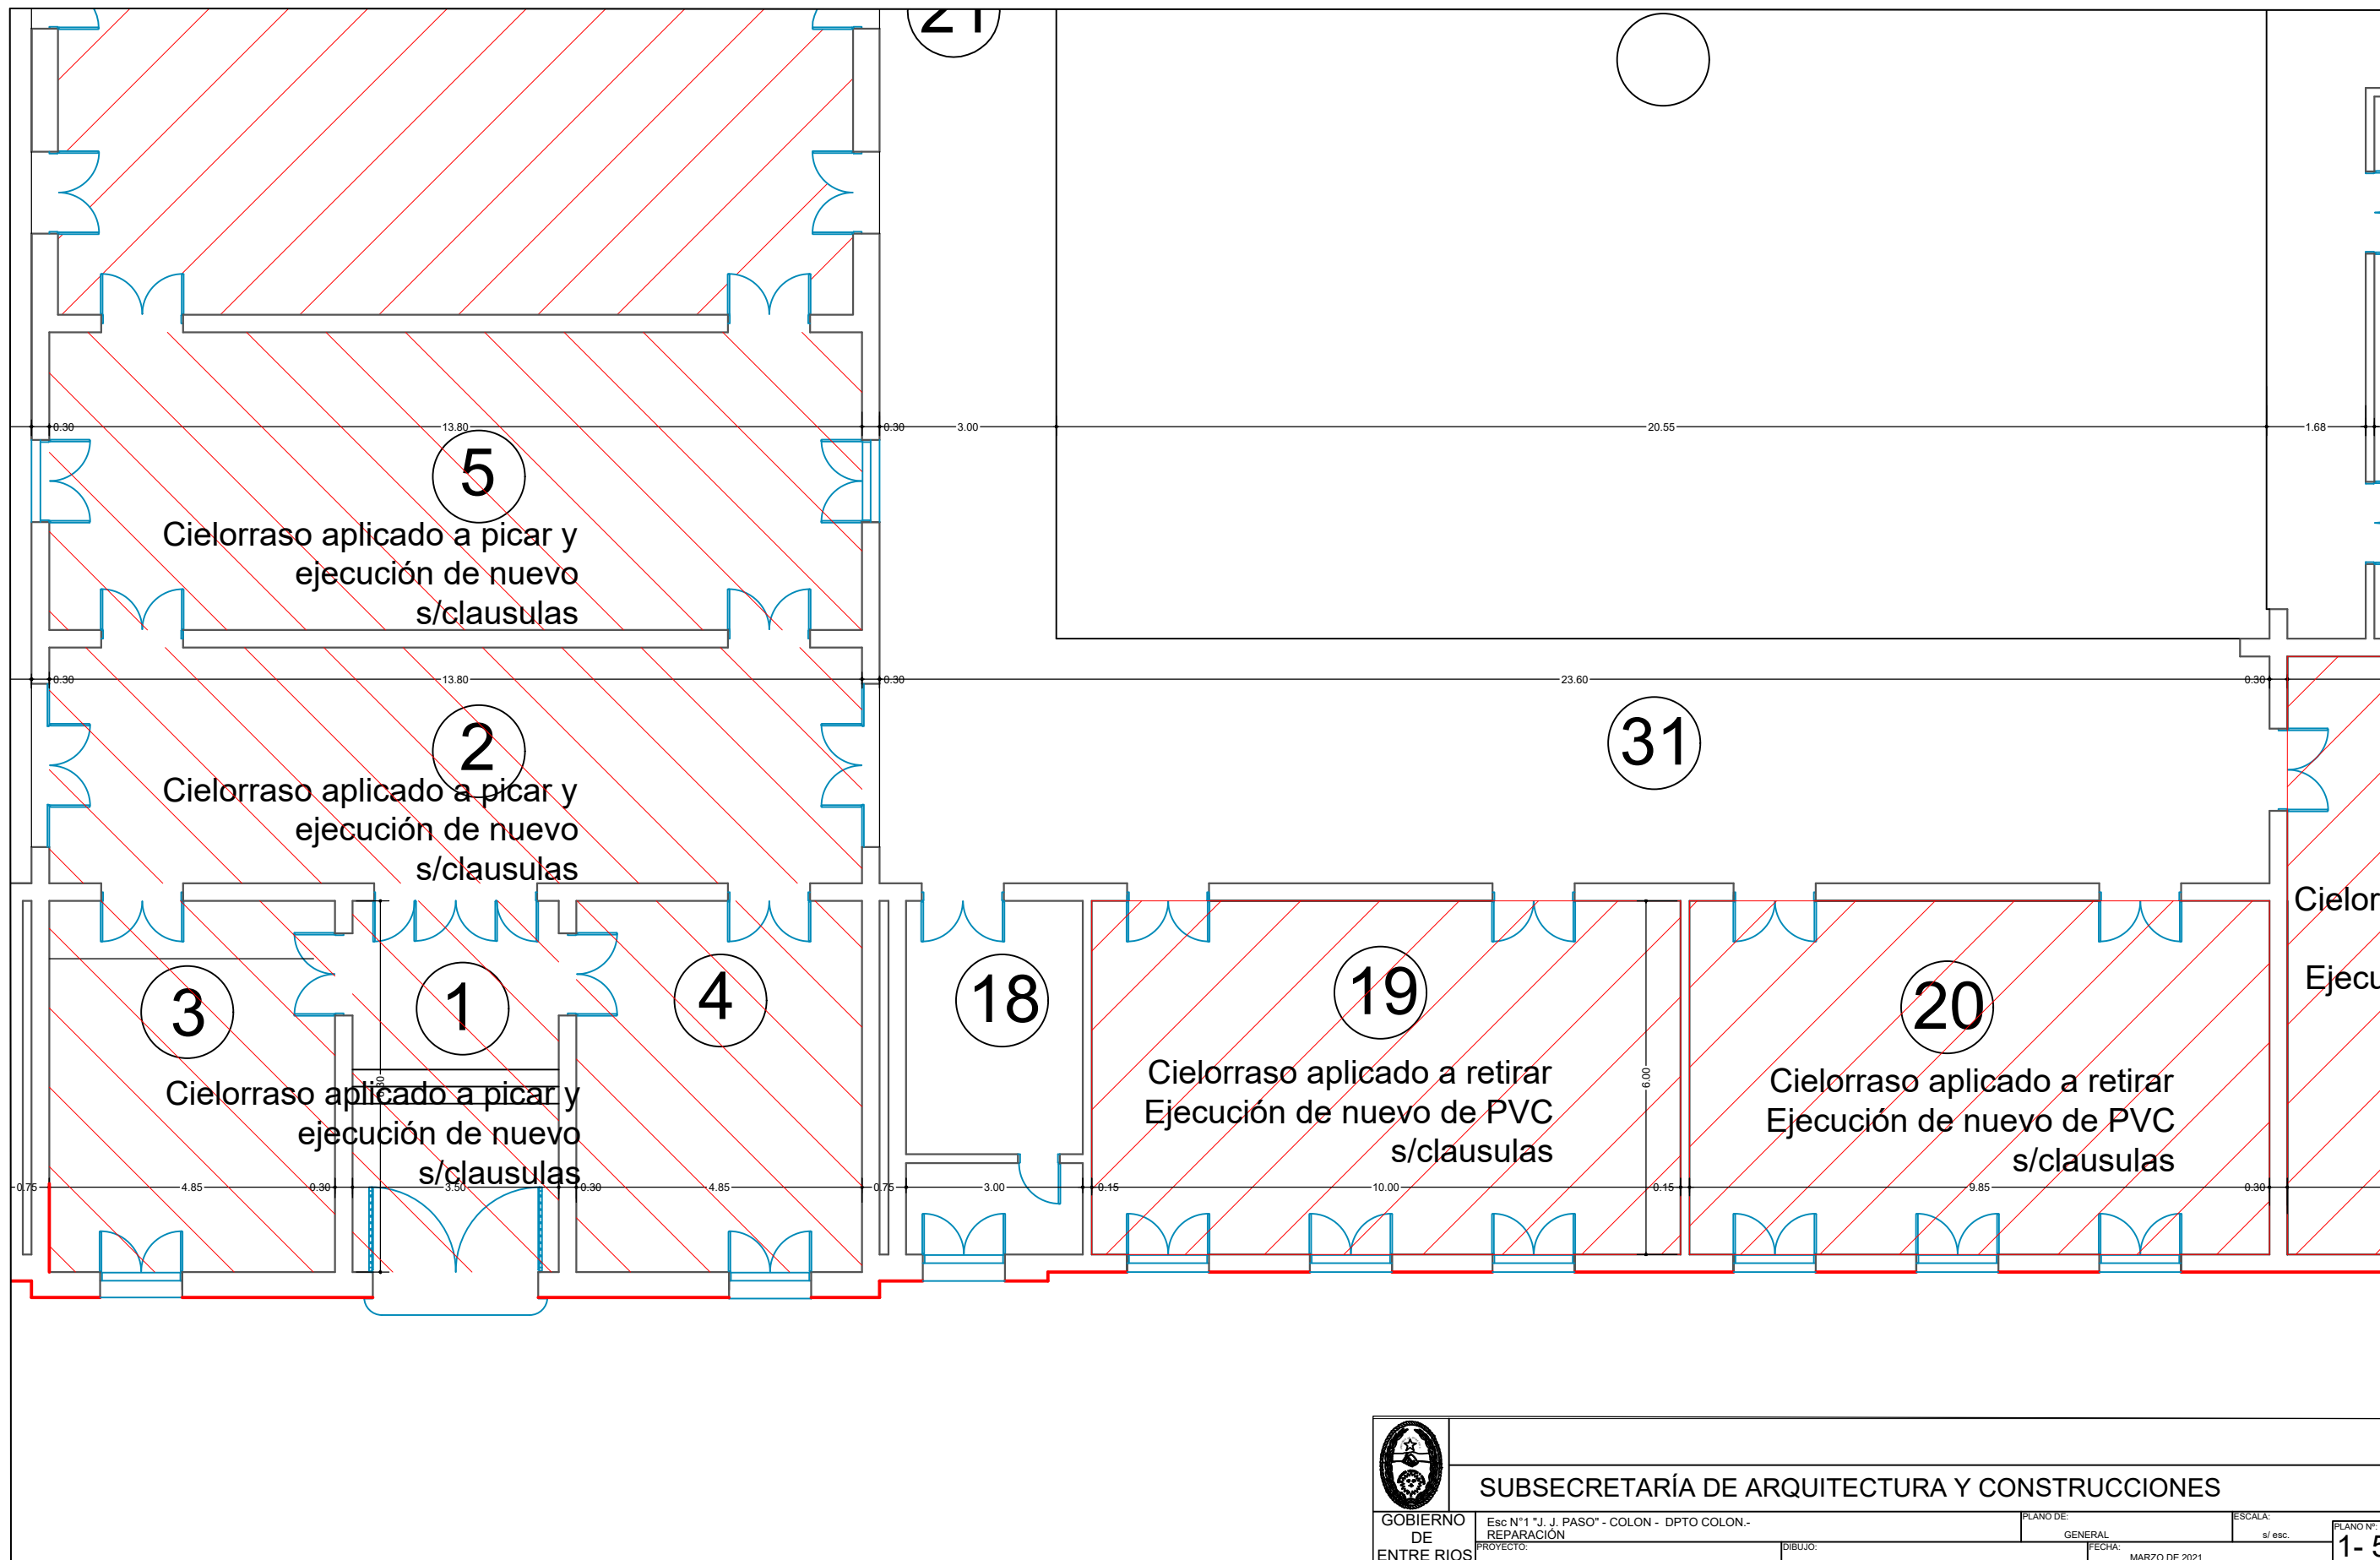 21
0.30
13.80
0.30
3.00
20.55
1.68
5
Cielorraso aplicado a picar y
ejecución de nuevo
s/clausulas
0.30
13.80
0.30
23.60
0.30
2
31
Cielorraso aplicado a picar y
ejecución de nuevo
s/clausulas
3
1
4
18
19
20
Cielorraso aplicado a picar y
ejecución de nuevo
s/clausulas
Cielorraso aplicado a retirar
Ejecución de nuevo de PVC
s/clausulas
6.00
Cielorraso aplicado a retirar
Ejecución de nuevo de PVC
s/clausulas
Cielor
Ejecu
0.75
4.85
0.30
3.50
0.30
4.85
0.75
3.00
0.15
10.00
0.15
9.85
0.30
SUBSECRETARÍA DE ARQUITECTURA Y CONSTRUCCIONES
GOBIERNO
DE
ENTRE RIOS
Esc N°1 "J. J. PASO" - COLON - DPTO COLON.-
REPARACIÓN
PLANO DE:
GENERAL
ESCALA:
s/ esc.
PROYECTO:
DIBUJO:
FECHA:
MARZO DE 2021
PLANO Nº:
1- 5